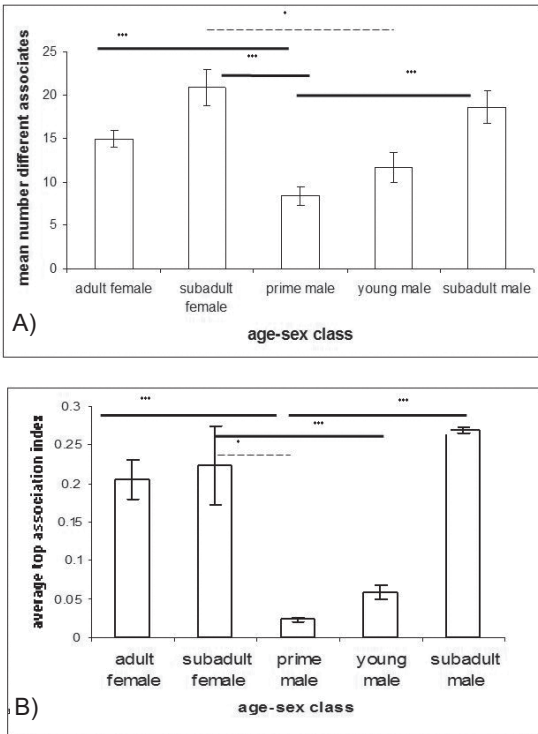 *
***
***
***
25
20
15
10
5
0
mean number different associates
adult female subadult female prime male young male subadult male
A)
age-sex class
***
***
***
*
0.3
0.25
0.2
0.15
0.1
0.05
0
average top association index
adult female subadult female prime male young male subadult male
B)
age-sex class